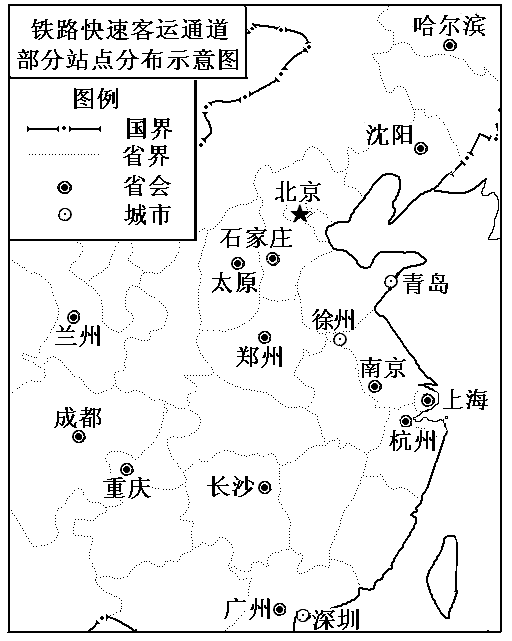 铁路快速客运通道
部分站点分布示意图
图例
国界
省界
省会
城市
哈尔滨
沈阳
北京
石家庄
太原
青岛
兰州
徐州
郑州
南京
上海
成都
杭州
重庆
长沙
广州
深圳